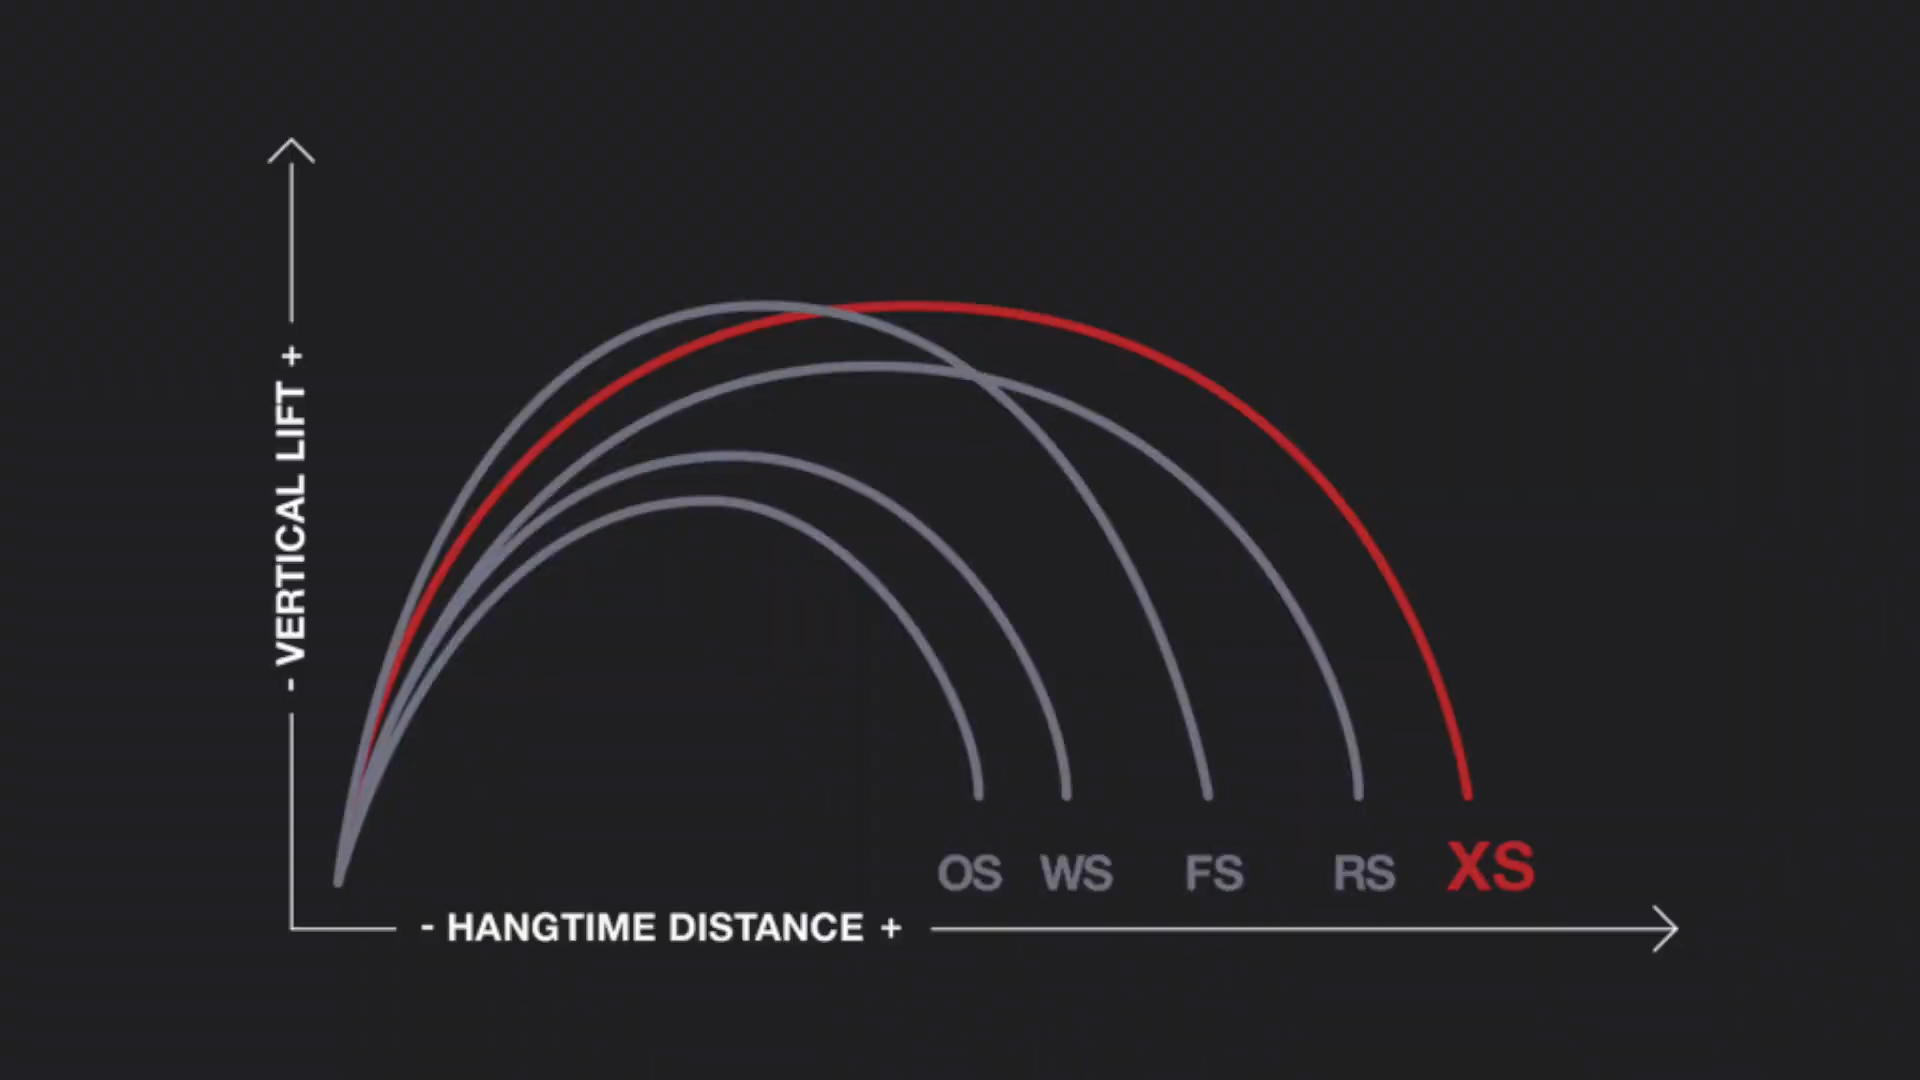 - VERTICAL LIFT +
OS WS FS RS XS
- HANGTIME DISTANCE +